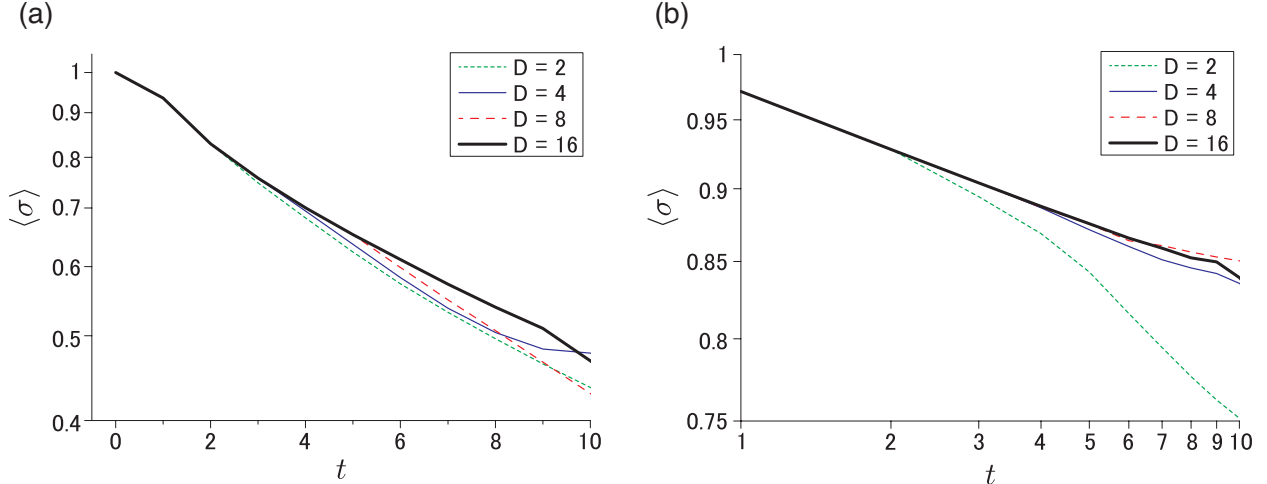 (a)
1
0.9
0.8
0.7
0.6
0.5
0.4
⟨σ⟩
0 2 4 6 8 10
t
D = 2
D = 4
D = 8
D = 16
(b)
1
0.95
0.9
0.85
0.8
0.75
⟨σ⟩
1 2 3 4 5 6 7 8 9 10
t
D = 2
D = 4
D = 8
D = 16